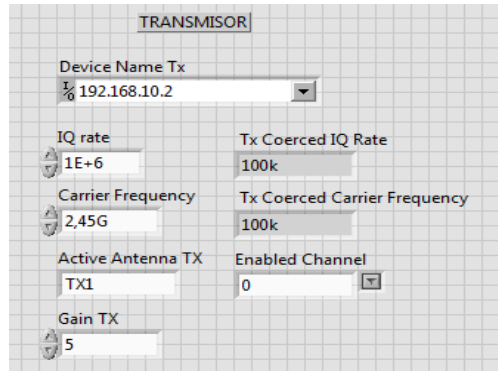 TRANSMISOR
Device Name Tx
I/0 192.168.10.2
IQ rate
1E+6
Tx Coerced IQ Rate
100k
Carrier Frequency
2,45G
Tx Coerced Carrier Frequency
100k
Active Antenna TX
TX1
Enabled Channel
0
Gain TX
5